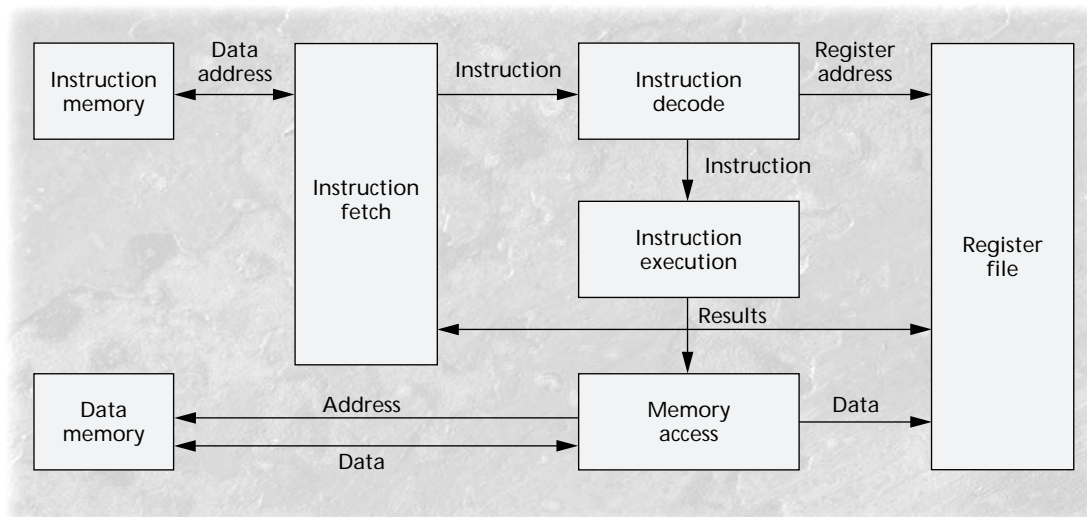 Instruction
memory
Data
address
Instruction
fetch
Instruction
Instruction
decode
Register
address
Register
file
Instruction
Instruction
execution
Results
Data
memory
Address
Data
Memory
access
Data